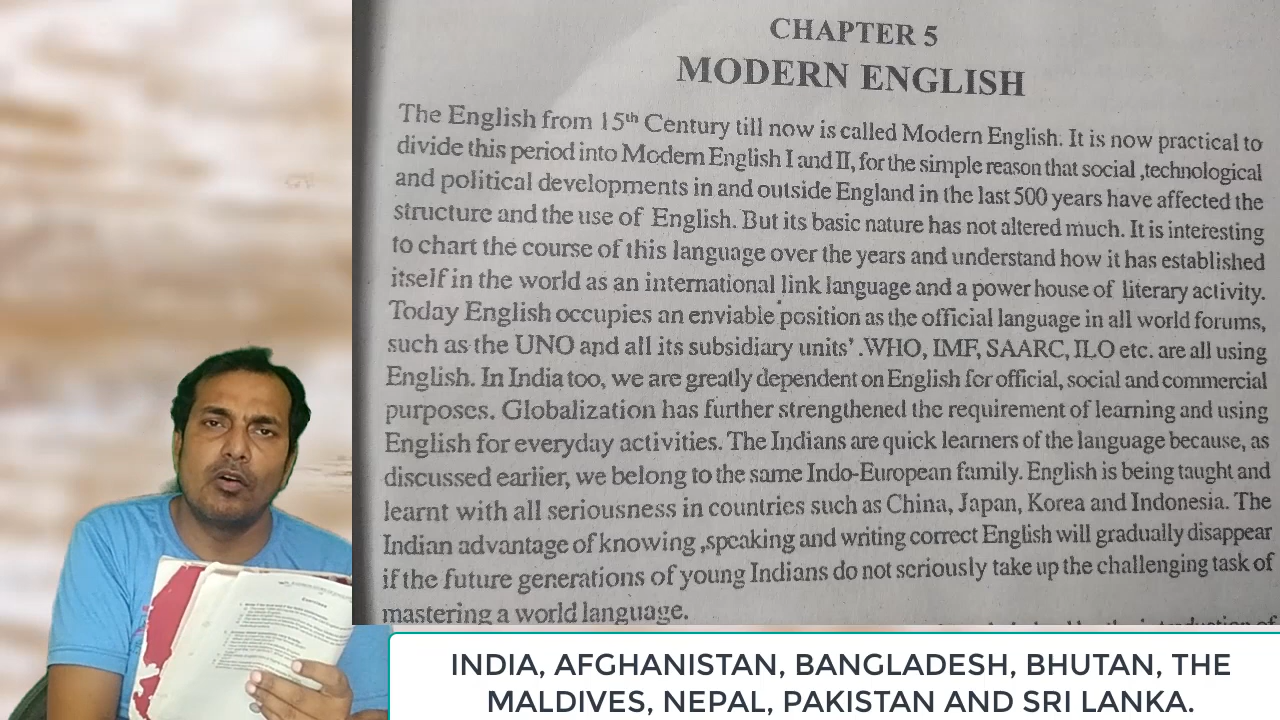 CHAPTER 5
MODERN ENGLISH
The English from 15th Century till now is called Modern English. It is now practical to
divide this period into Modern English I and II, for the simple reason that social ,technological
and political developments in and outside England in the last 500 years have affected the
structure and the use of English. But its basic nature has not altered much. It is interesting
to chart the course of this language over the years and understand how it has established
itself in the world as an international link language and a power house of literary activity.
Today English occupies an enviable position as the official language in all world forums,
such as the UNO and all its subsidiary units' .WHO, IMF, SAARC, ILO etc. are all using
English. In India too, we are greatly dependent on English for official, social and commercial
purposes. Globalization has further strengthened the requirement of learning and using
English for everyday activities. The Indians are quick learners of the language because, as
discussed earlier, we belong to the same Indo-European family. English is being taught and
learnt with all seriousness in countries such as China, Japan, Korea and Indonesia. The
Indian advantage of knowing ,speaking and writing correct English will gradually disappear
if the future generations of young Indians do not seriously take up the challenging task of
mastering a world language.
INDIA, AFGHANISTAN, BANGLADESH, BHUTAN, THE
MALDIVES, NEPAL, PAKISTAN AND SRI LANKA.